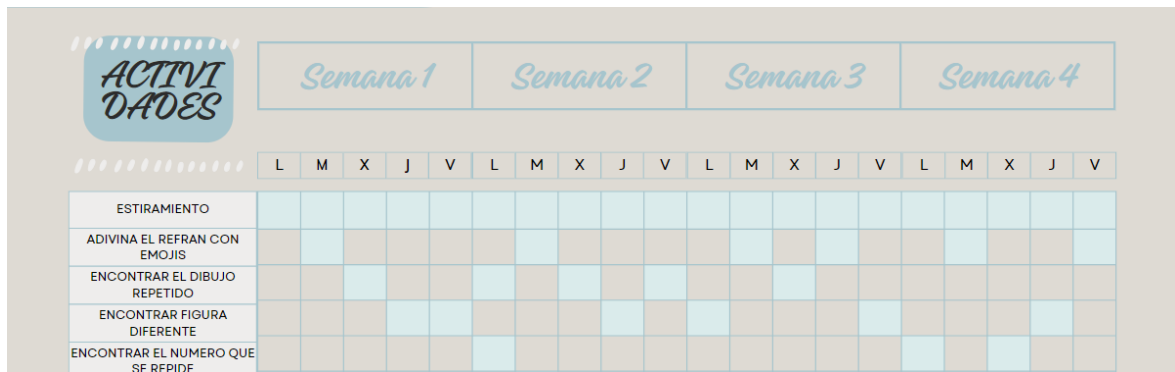 ACTIVI
DADES
Semana 1 Semana 2 Semana 3 Semana 4
L M X J V L M X J V L M X J V L M X J V
ESTIRAMIENTO
ADIVINA EL REFRAN CON
EMOJIS
ENCONTRAR EL DIBUJO
REPETIDO
ENCONTRAR FIGURA
DIFERENTE
ENCONTRAR EL NUMERO QUE
SE REPIDE